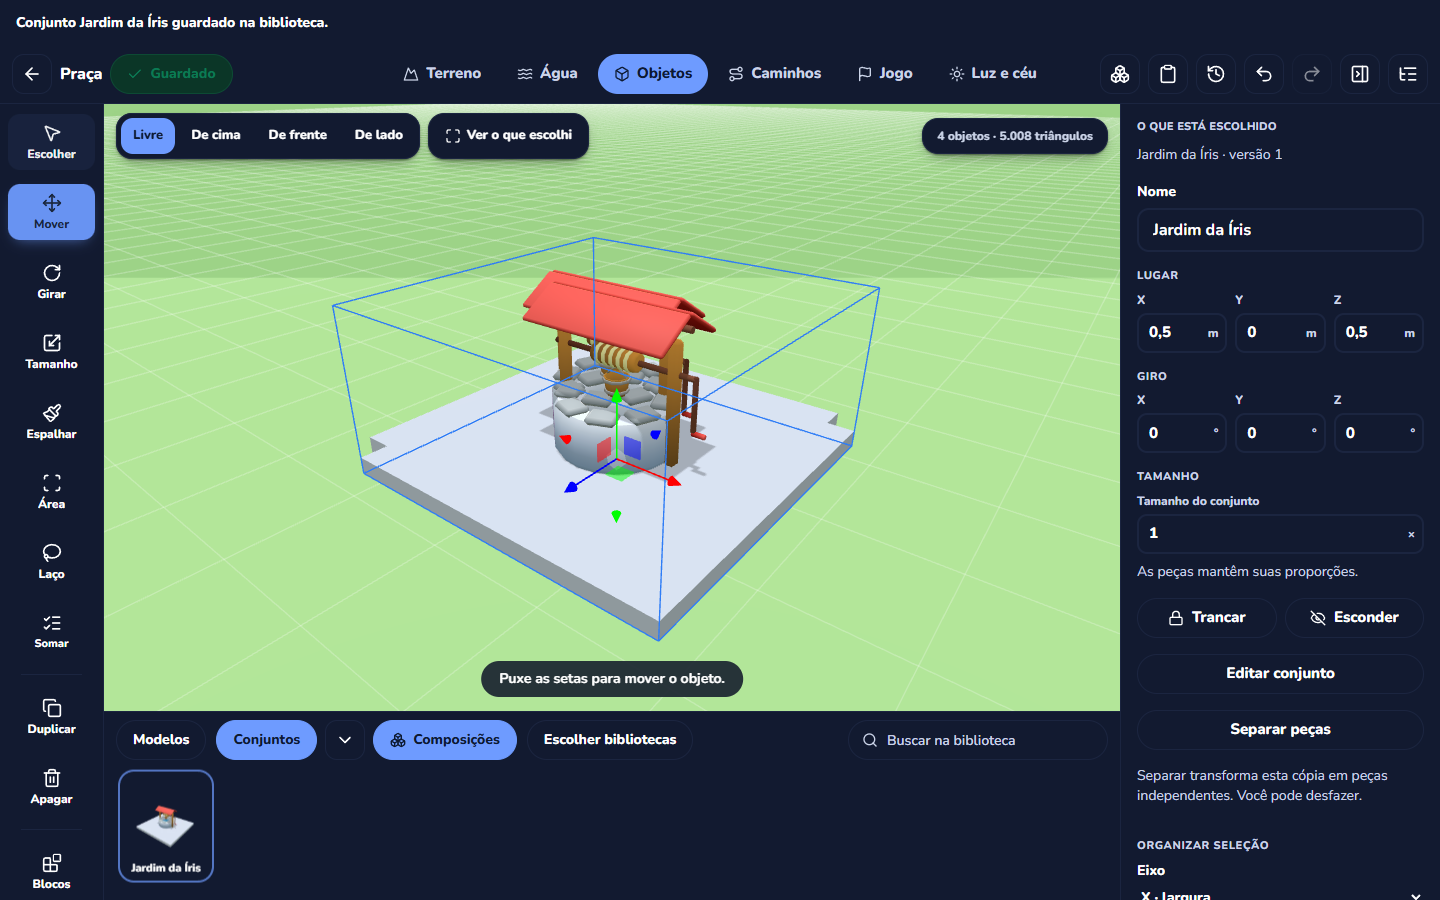 Conjunto Jardim da Íris guardado na biblioteca.
Praça
Guardado
Terreno
Água
Objetos
Caminhos
Jogo
Luz e céu
Escolher
Mover
Girar
Tamanho
Espalhar
Área
Laço
Somar
Duplicar
Apagar
Blocos
Livre
De cima
De frente
De lado
Ver o que escolhi
4 objetos · 5.008 triângulos
Puxe as setas para mover o objeto.
Modelos
Conjuntos
Composições
Escolher bibliotecas
Buscar na biblioteca
Jardim da Íris
O QUE ESTÁ ESCOLHIDO
Jardim da Íris · versão 1
Nome
Jardim da Íris
LUGAR
X Y Z
0,5 m 0 m 0,5 m
GIRO
X Y Z
0 ° 0 ° 0 °
TAMANHO
Tamanho do conjunto
1 ×
As peças mantêm suas proporções.
Trancar
Esconder
Editar conjunto
Separar peças
Separar transforma esta cópia em peças
independentes. Você pode desfazer.
ORGANIZAR SELEÇÃO
Eixo
X · largura